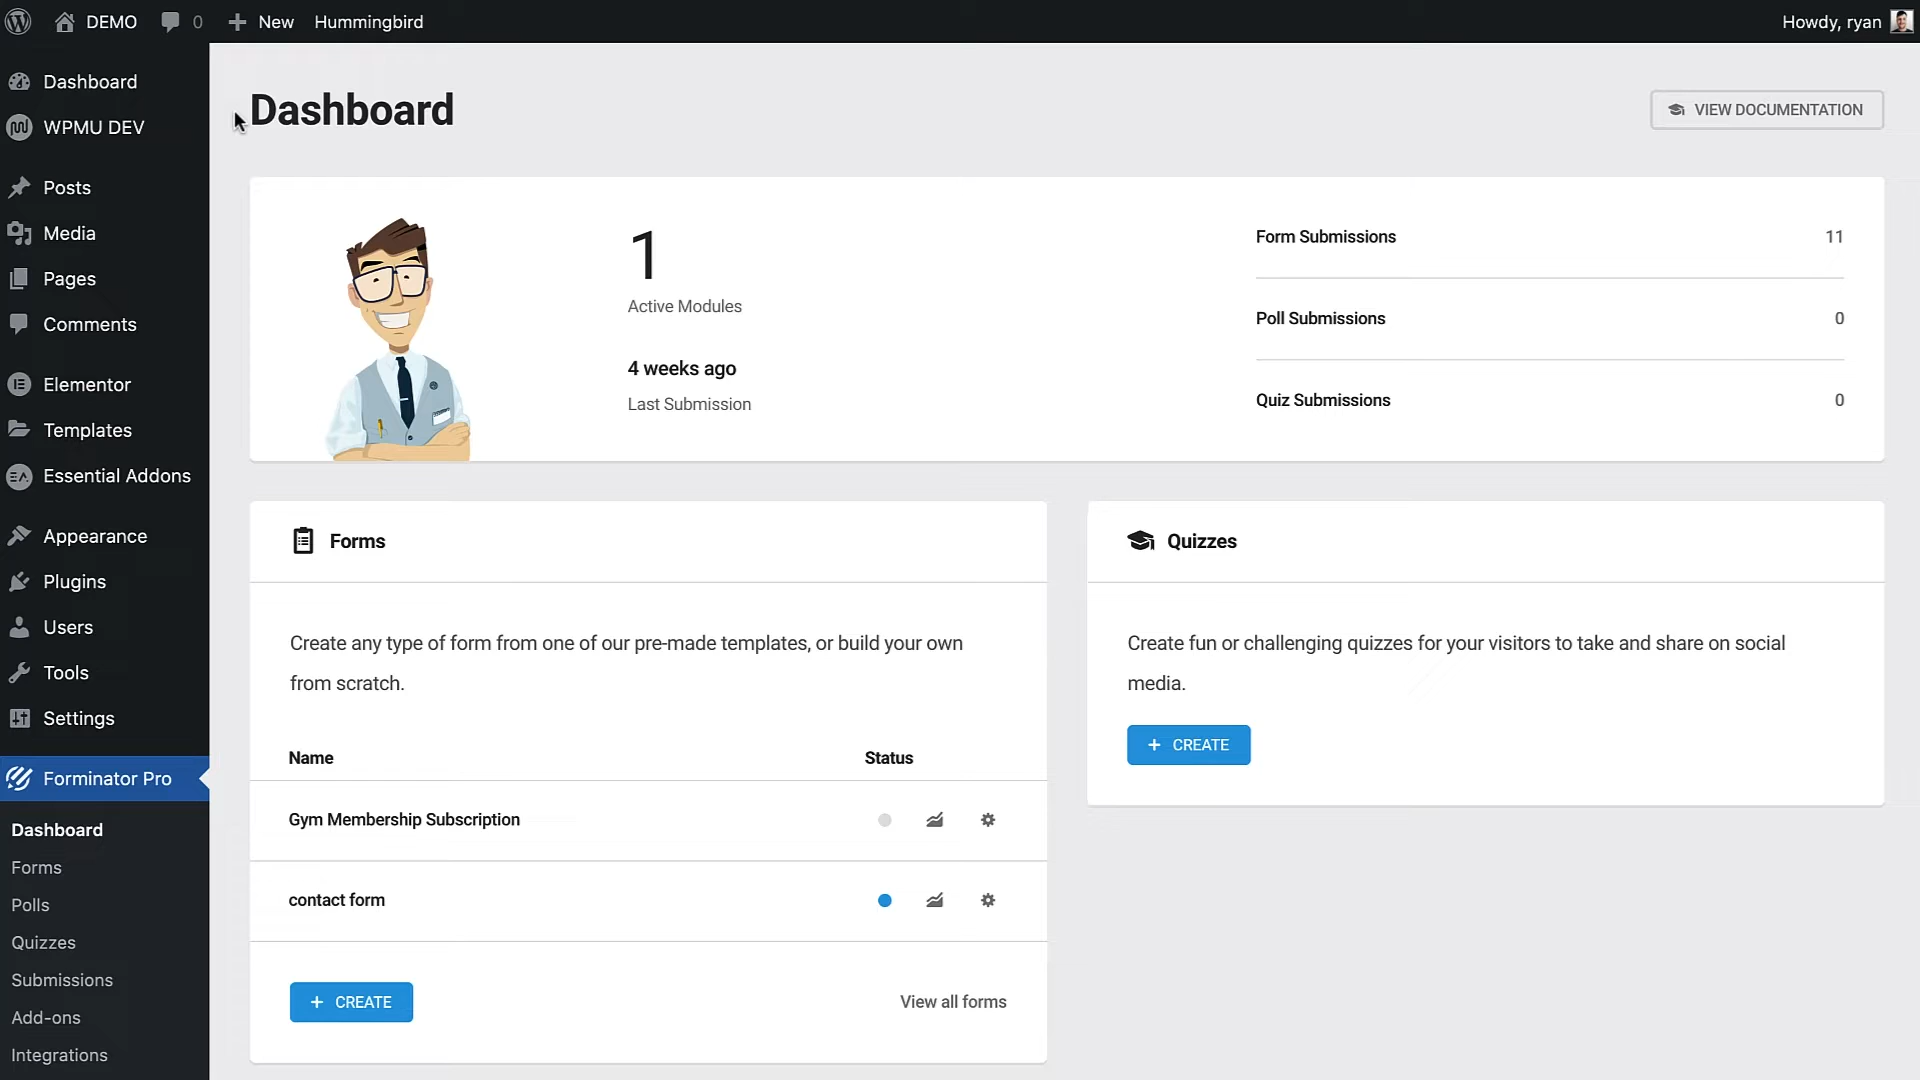 DEMO
0
New
Hummingbird
Howdy, ryan
Dashboard
WPMU DEV
Posts
Media
Pages
Comments
Elementor
Templates
Essential Addons
Appearance
Plugins
Users
Tools
Settings
Forminator Pro
Dashboard
Forms
Polls
Quizzes
Submissions
Add-ons
Integrations
Dashboard
VIEW DOCUMENTATION
1
Active Modules
4 weeks ago
Last Submission
Form Submissions 11
Poll Submissions 0
Quiz Submissions 0
Forms
Create any type of form from one of our pre-made templates, or build your own
from scratch.
Name Status
Gym Membership Subscription
contact form
+ CREATE
View all forms
Quizzes
Create fun or challenging quizzes for your visitors to take and share on social
media.
+ CREATE